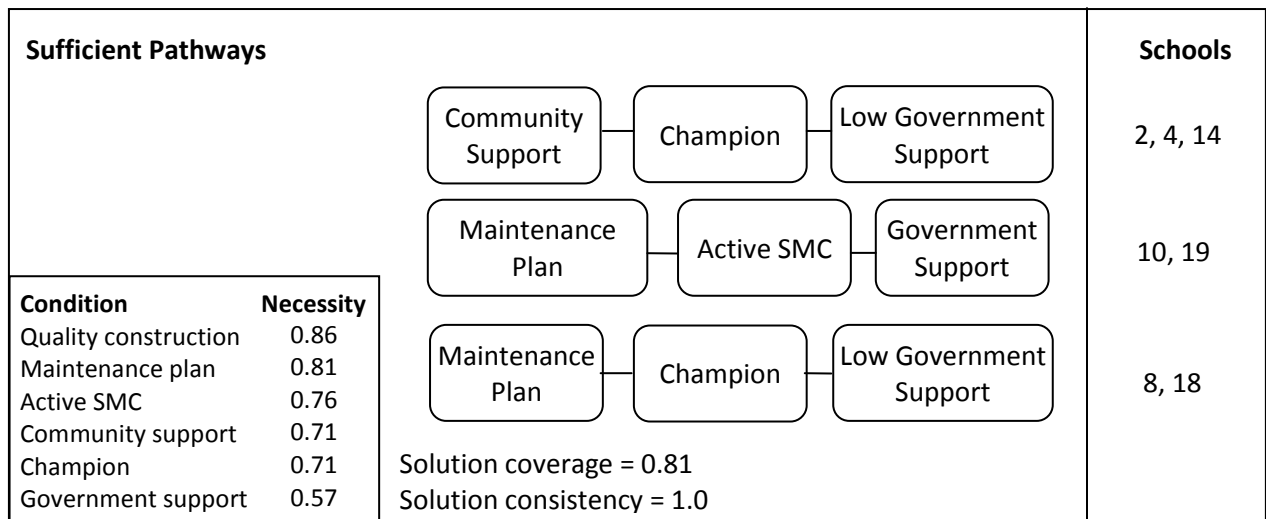 Sufficient Pathways
Schools
Community
Support
Champion
Low Government
Support
2, 4, 14
Maintenance
Plan
Active SMC
Government
Support
10, 19
Maintenance
Plan
Champion
Low Government
Support
8, 18
Condition Necessity
Quality construction 0.86
Maintenance plan 0.81
Active SMC 0.76
Community support 0.71
Champion 0.71
Government support 0.57
Solution coverage = 0.81
Solution consistency = 1.0